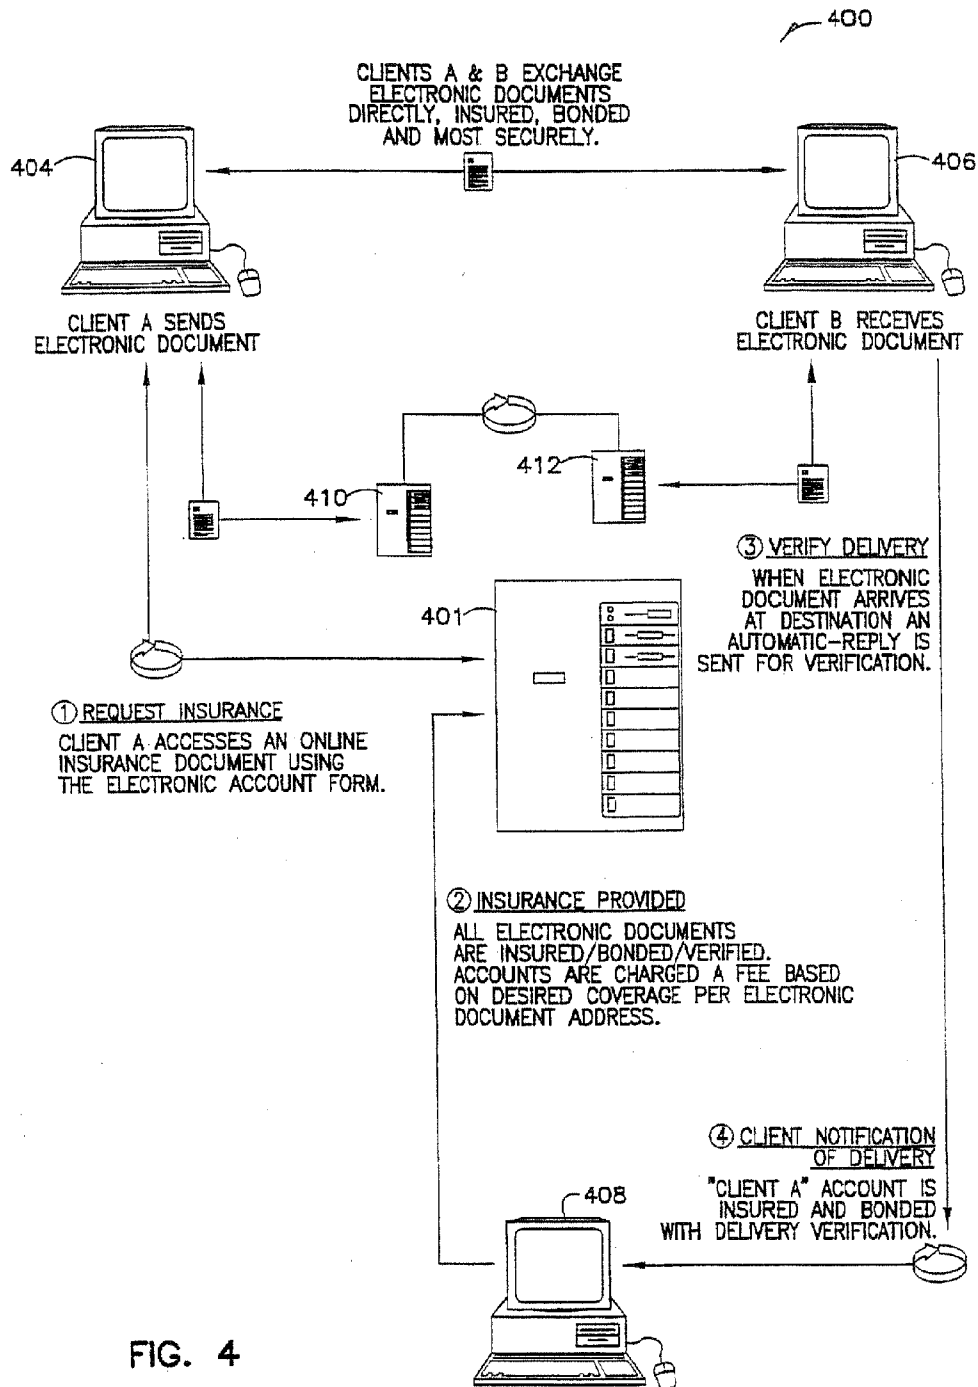 400
CLIENTS A & B EXCHANGE
ELECTRONIC DOCUMENTS
DIRECTLY, INSURED, BONDED
AND MOST SECURELY.
404
406
CLIENT A SENDS
ELECTRONIC DOCUMENT
CLIENT B RECEIVES
ELECTRONIC DOCUMENT
410
412
401
① REQUEST INSURANCE
CLIENT A ACCESSES AN ONLINE
INSURANCE DOCUMENT USING
THE ELECTRONIC ACCOUNT FORM.
③ VERIFY DELIVERY
WHEN ELECTRONIC
DOCUMENT ARRIVES
AT DESTINATION AN
AUTOMATIC-REPLY IS
SENT FOR VERIFICATION.
② INSURANCE PROVIDED
ALL ELECTRONIC DOCUMENTS
ARE INSURED/BONDED/VERIFIED.
ACCOUNTS ARE CHARGED A FEE BASED
ON DESIRED COVERAGE PER ELECTRONIC
DOCUMENT ADDRESS.
④ CLIENT NOTIFICATION
OF DELIVERY
"CLIENT A" ACCOUNT IS
INSURED AND BONDED
WITH DELIVERY VERIFICATION.
408
FIG. 4